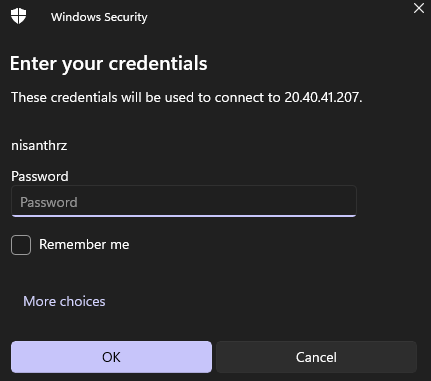 Windows Security
Enter your credentials
These credentials will be used to connect to 20.40.41.207.
nisanthrz
Password
Password
Remember me
More choices
OK
Cancel